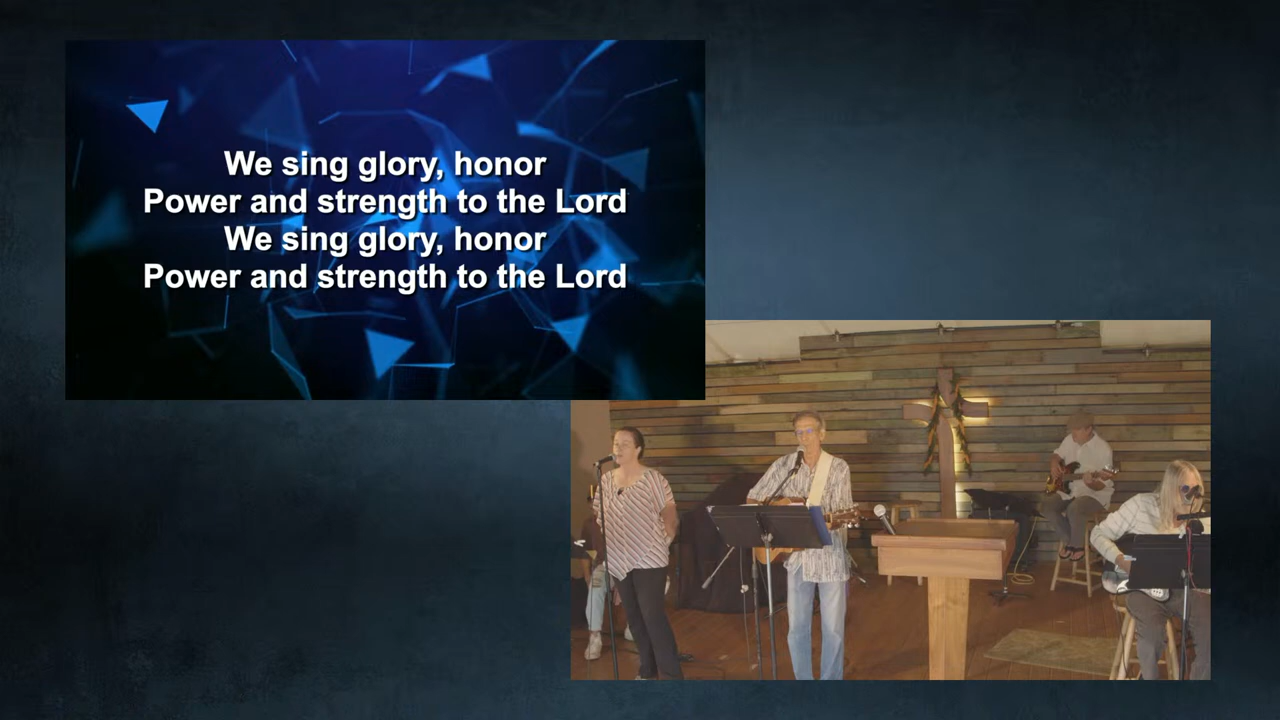 We sing glory, honor
Power and strength to the Lord
We sing glory, honor
Power and strength to the Lord